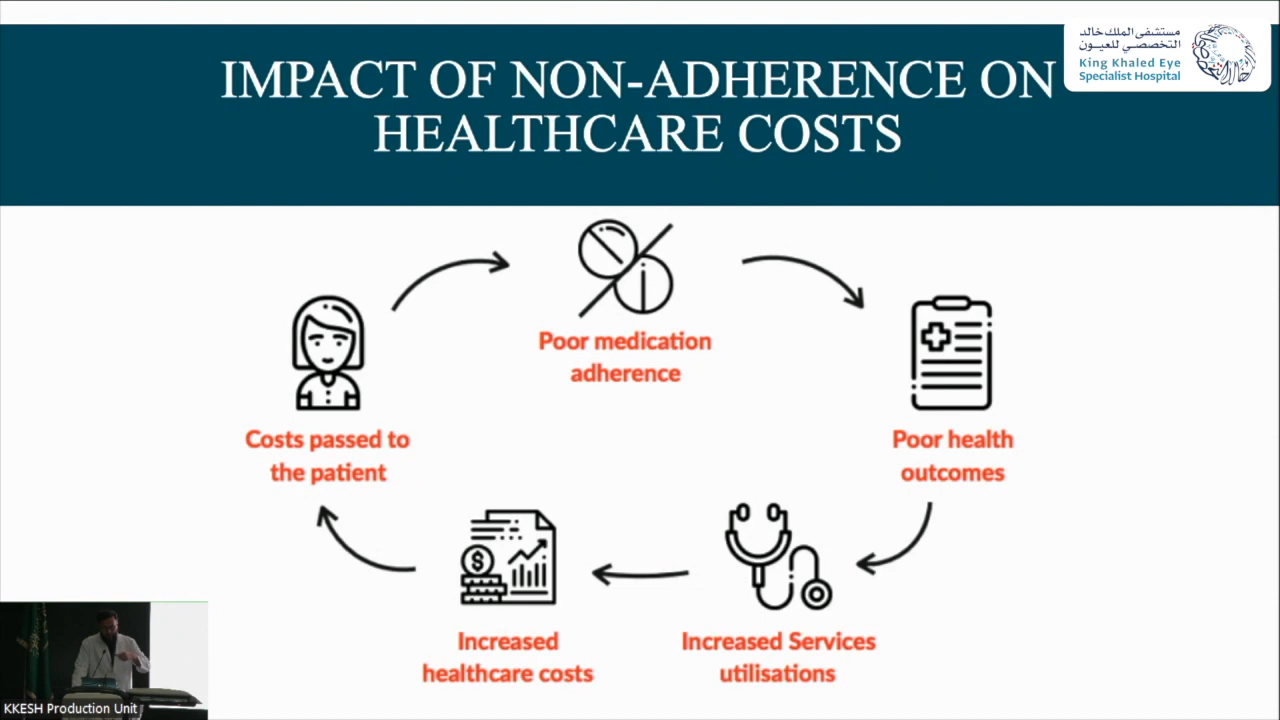 IMPACT OF NON-ADHERENCE ON
HEALTHCARE COSTS
مستشفى الملك خالد
التخصصي للعيون
King Khaled Eye
Specialist Hospital
Poor medication
adherence
Poor health
outcomes
Increased Services
utilisations
Increased
healthcare costs
Costs passed to
the patient
$
KKESH Production Unit